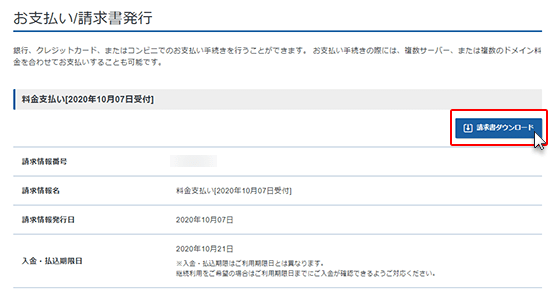 お支払い/請求書発行
銀行、クレジットカード、またはコンビニでのお支払い手続きを行うことができます。 お支払い手続きの際には、複数サーバー、または複数のドメイン料
金を合わせてお支払いすることも可能です。
料金支払い[2020年10月07日受付]
請求書ダウンロード
請求情報番号
請求情報名 料金支払い[2020年10月07日受付]
請求情報発行日 2020年10月07日
入金・払込期限日 2020年10月21日
※入金・払込期限はご利用期限日とは異なります。
継続利用をご希望の場合はご利用期限日までにご入金が確認できるようご対応ください。